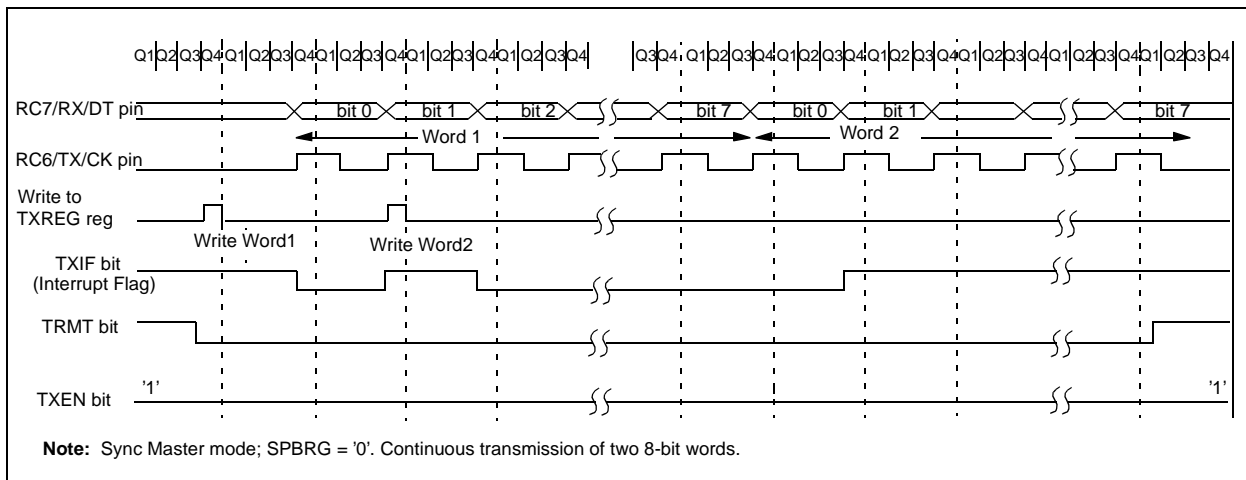 Q1 Q2 Q3 Q4 Q1 Q2 Q3 Q4 Q1 Q2 Q3 Q4 Q1 Q2 Q3 Q4 Q1 Q2 Q3 Q4 Q3 Q4 Q1 Q2 Q3 Q4 Q1 Q2 Q3 Q4 Q1 Q2 Q3 Q4 Q1 Q2 Q3 Q4 Q1 Q2 Q3 Q4 Q1 Q2 Q3 Q4
RC7/RX/DT pin bit 0 bit 1 bit 2 bit 7 bit 0 bit 1 bit 7
Word 1 Word 2
RC6/TX/CK pin
Write to
TXREG reg
Write Word1 Write Word2
TXIF bit
(Interrupt Flag)
TRMT bit
'1' '1'
TXEN bit
Note: Sync Master mode; SPBRG = '0'. Continuous transmission of two 8-bit words.